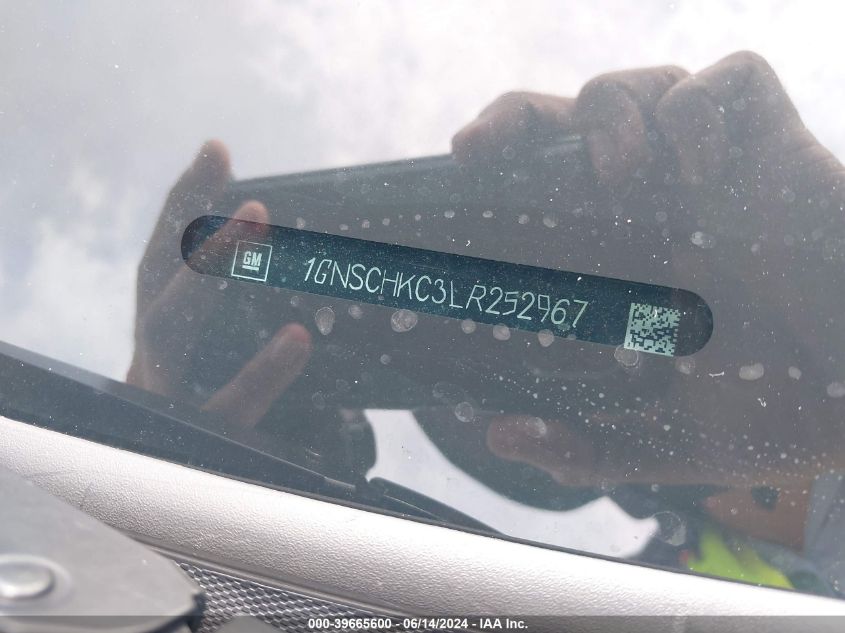 GM
1GNSCHKC3LR252967
000-39665600 - 06/14/2024 - IAA Inc.